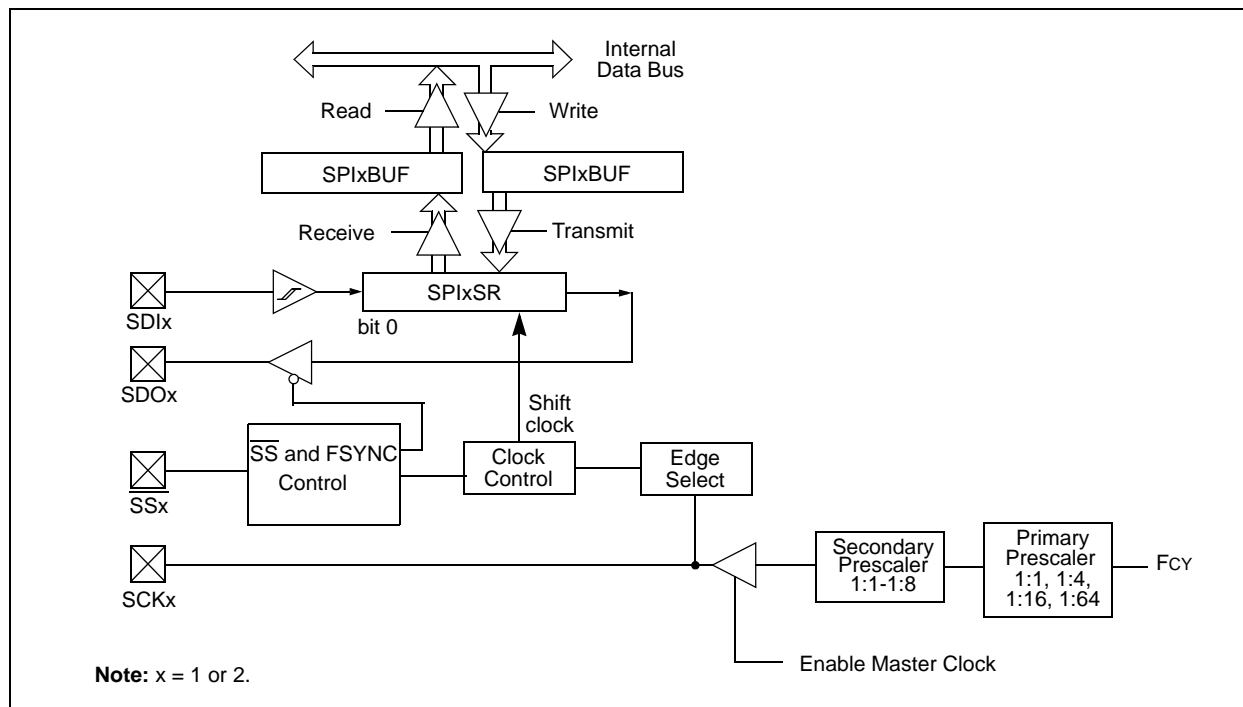 Internal
Data Bus
Read
Write
SPIxBUF
SPIxBUF
Receive
Transmit
SDIx
SPIxSR
bit 0
SDOx
Shift
clock
SS and FSYNC
Control
Clock
Control
Edge
Select
SSx
Secondary
Prescaler
1:1-1:8
Primary
Prescaler
1:1, 1:4,
1:16, 1:64
FCY
SCKx
Enable Master Clock
Note: x = 1 or 2.